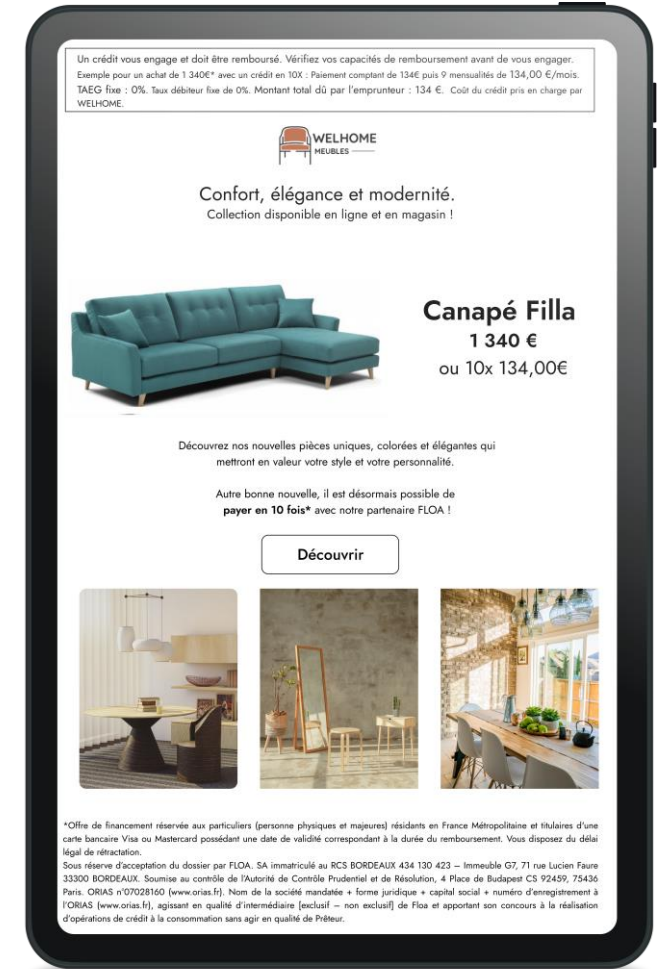 Un crédit vous engage et doit être remboursé. Vérifiez vos capacités de remboursement avant de vous engager.
Exemple pour un achat de 1 340€* avec un crédit en 10X : Paiement comptant de 134€ puis 9 mensualités de 134,00 €/mois.
TAEG fixe : 0%. Taux débiteur fixe de 0%. Montant total dû par l'emprunteur : 134 €. Coût du crédit pris en charge par
WELHOME.
WELHOME
MEUBLES
Confort, élégance et modernité.
Collection disponible en ligne et en magasin !
Canapé Filla
1 340 €
ou 10x 134,00€
Découvrez nos nouvelles pièces uniques, colorées et élégantes qui
mettront en valeur votre style et votre personnalité.
Autre bonne nouvelle, il est désormais possible de
payer en 10 fois* avec notre partenaire FLOA !
Découvrir
*Offre de financement réservée aux particuliers (personne physiques et majeures) résidants en France Métropolitaine et titulaires d'une
carte bancaire Visa ou Mastercard possédant une date de validité correspondant à la durée du remboursement. Vous disposez du délai
légal de rétractation.
Sous réserve d'acceptation du dossier par FLOA. SA immatriculé au RCS BORDEAUX 434 130 423 – Immeuble G7, 71 rue Lucien Faure
33300 BORDEAUX. Soumise au contrôle de l'Autorité de Contrôle Prudentiel et de Résolution, 4 Place de Budapest CS 92459, 75436
Paris. ORIAS n°07028160 (www.orias.fr). Nom de la société mandatée + forme juridique + capital social + numéro d'enregistrement à
l'ORIAS (www.orias.fr), agissant en qualité d'intermédiaire [exclusif – non exclusif] de Floa et apportant son concours à la réalisation
d'opérations de crédit à la consommation sans agir en qualité de Prêteur.